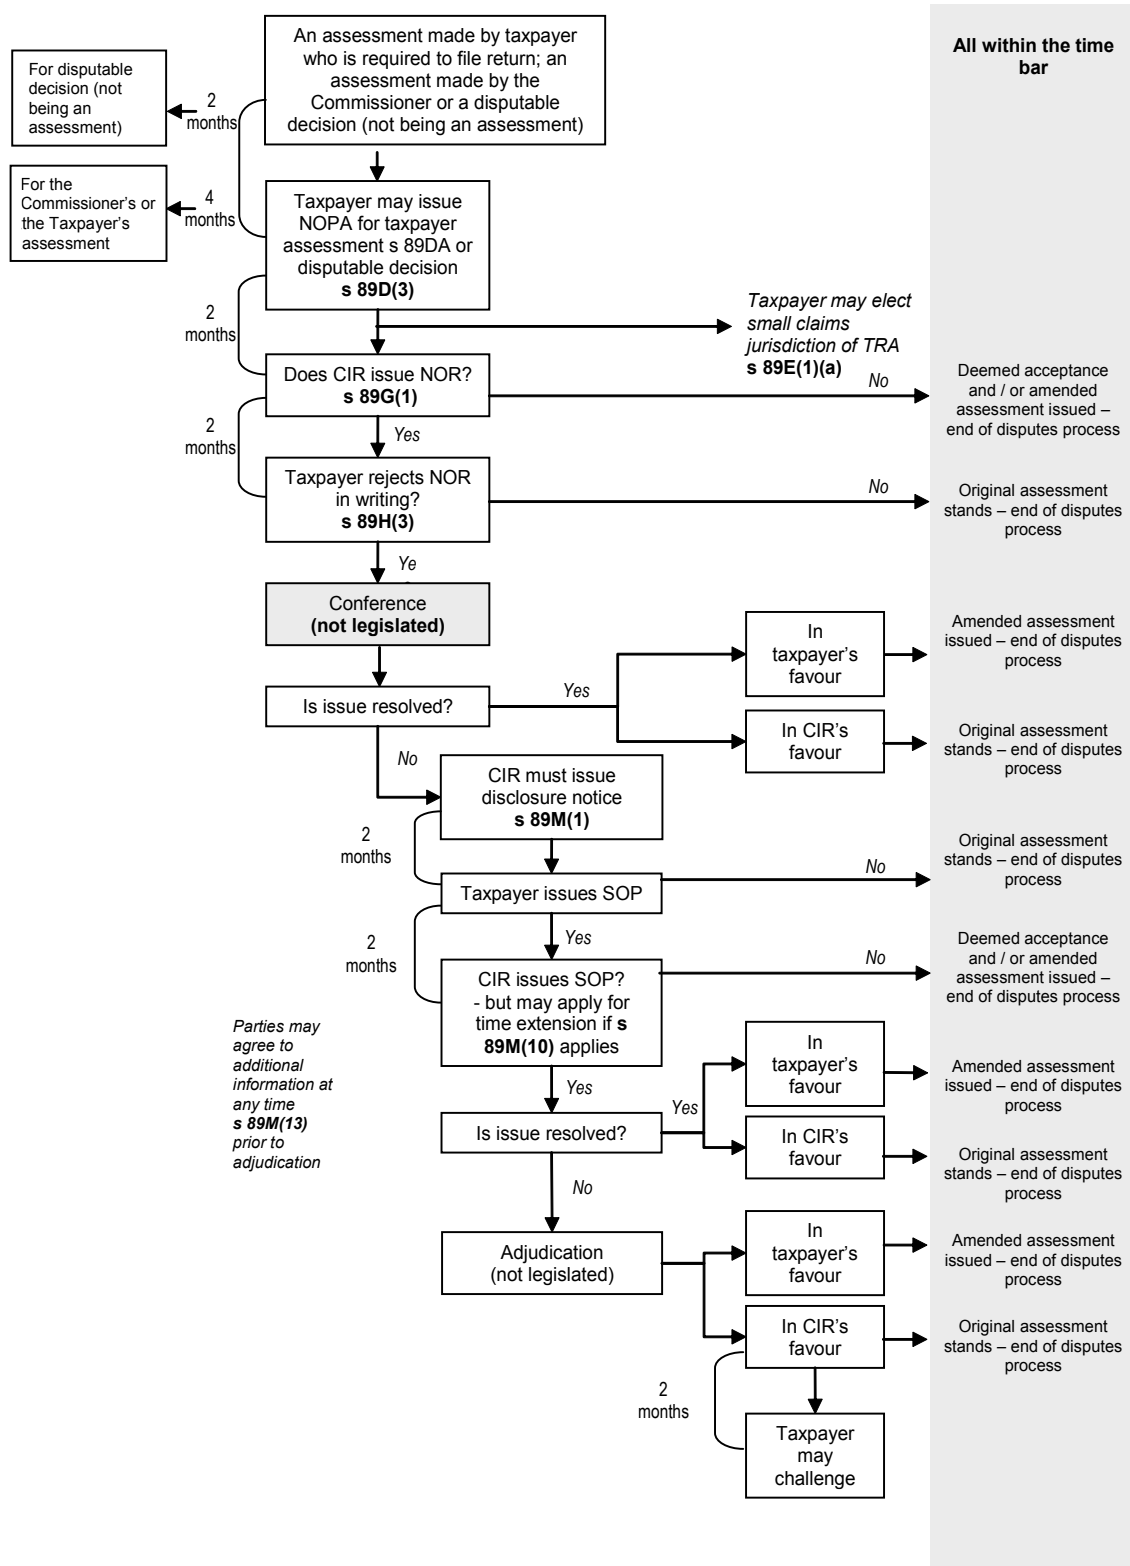 An assessment made by taxpayer
who is required to file return; an
assessment made by the
Commissioner or a disputable
decision (not being an assessment)
All within the time
bar
For disputable
decision (not
being an
assessment)
2
months
For the
Commissioner's or
the Taxpayer's
assessment
4
months
Taxpayer may issue
NOPA for taxpayer
assessment s 89DA or
disputable decision
s 89D(3)
2
months
Taxpayer may elect
small claims
jurisdiction of TRA
s 89E(1)(a)
Does CIR issue NOR?
s 89G(1)
No
Deemed acceptance
and / or amended
assessment issued –
end of disputes process
2
months
Yes
Taxpayer rejects NOR
in writing?
s 89H(3)
No
Original assessment
stands – end of disputes
process
Ye
Conference
(not legislated)
Is issue resolved?
Yes
In
taxpayer's
favour
Amended assessment
issued – end of disputes
process
In CIR's
favour
Original assessment
stands – end of disputes
process
No
CIR must issue
disclosure notice
s 89M(1)
2
months
Taxpayer issues SOP
No
Original assessment
stands – end of disputes
process
2
months
Yes
CIR issues SOP?
- but may apply for
time extension if s
89M(10) applies
No
Deemed acceptance
and / or amended
assessment issued –
end of disputes process
Parties may
agree to
additional
information at
any time
s 89M(13)
prior to
adjudication
Yes
Is issue resolved?
Yes
In
taxpayer's
favour
Amended assessment
issued – end of disputes
process
In CIR's
favour
Original assessment
stands – end of disputes
process
No
Adjudication
(not legislated)
In
taxpayer's
favour
Amended assessment
issued – end of disputes
process
In CIR's
favour
Original assessment
stands – end of disputes
process
2
months
Taxpayer
may
challenge